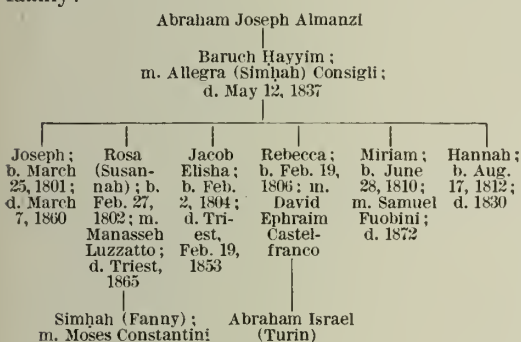 Abraham Joseph Almanzi
Baruch Ḥayyim;
m. Allegra (Simḥah) Consigli;
d. May 12, 1837
Joseph;
b. March
25, 1801;
d. March
7, 1860
Rosa
(Susan-
nah); b.
Feb. 27,
1802; m.
Manasseh
Luzzatto;
d. Triest,
1865
Jacob
Elisha;
b. Feb.
2, 1804;
d. Tri-
est,
Feb. 19,
1853
Rebecca;
b. Feb. 19,
1806; m.
David
Ephraim
Castel-
franco
Miriam;
b. June
28, 1810;
m. Samuel
Fuobini;
d. 1872
Hannah;
b. Aug.
17, 1812;
d. 1830
Simḥah (Fanny);
m. Moses Constantini
Abraham Israel
(Turin)